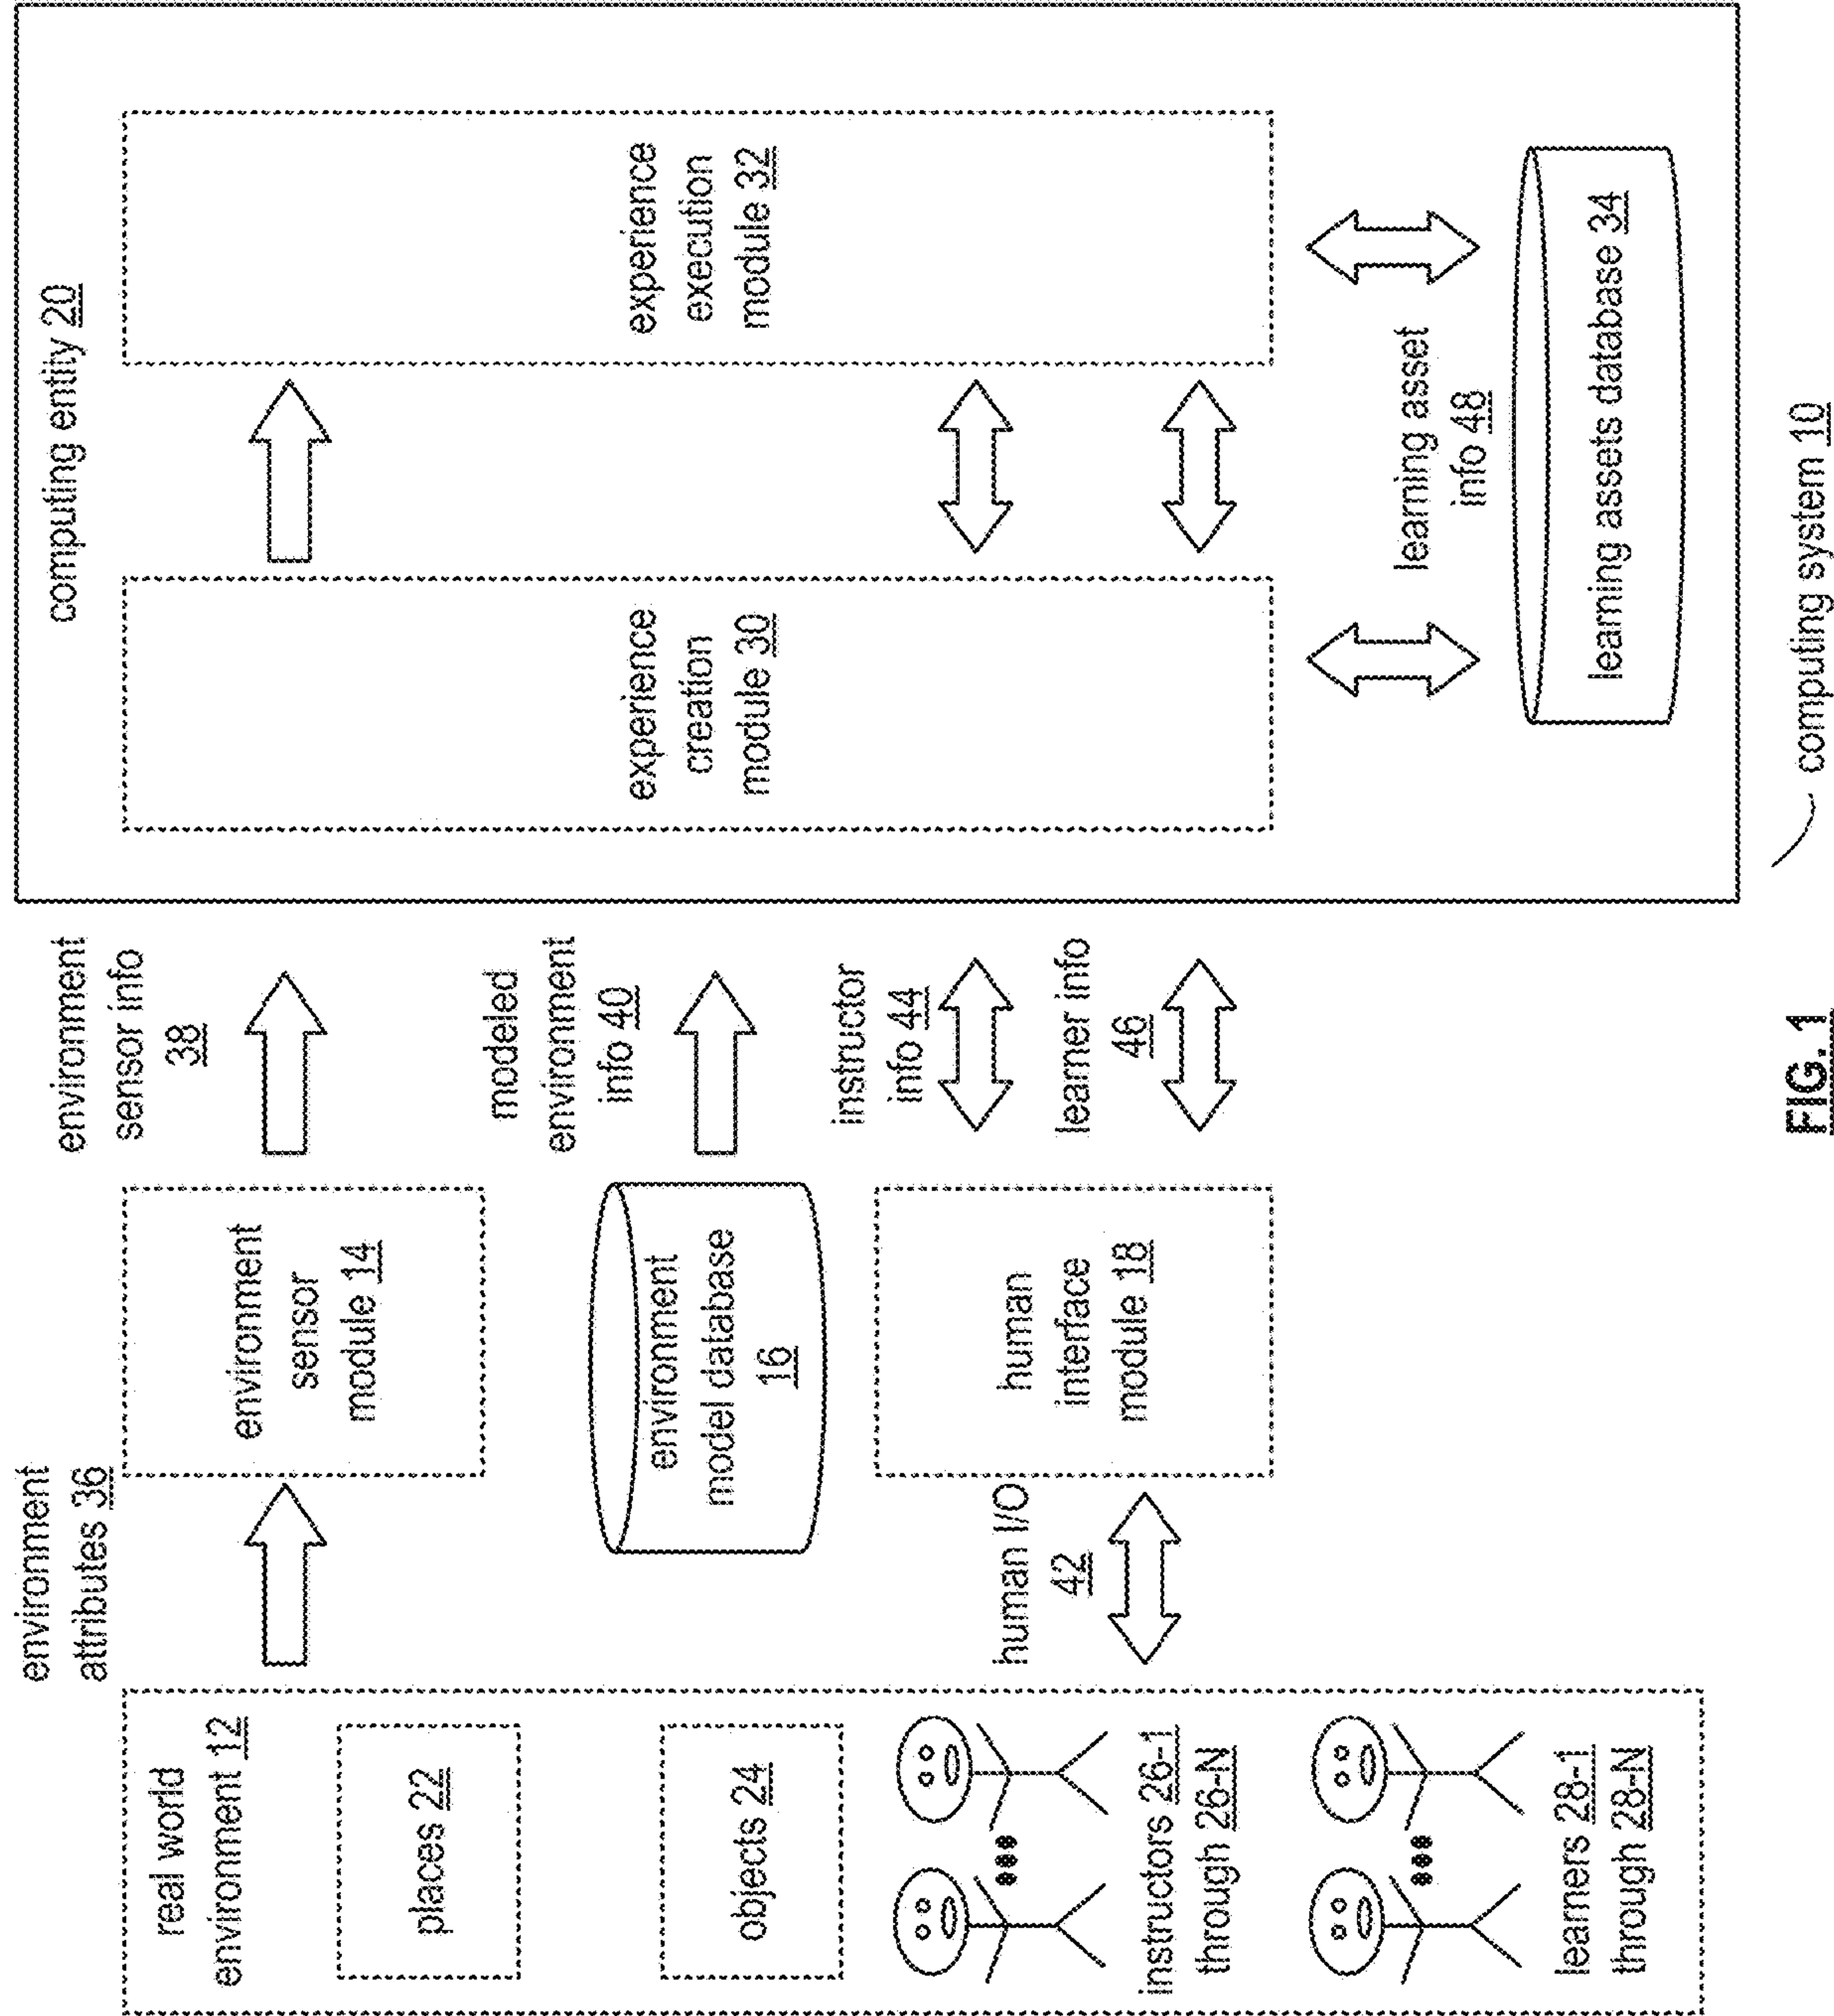 real world
environment 12
places 22
objects 24
instructors 26-1
through 26-N
learners 28-1
through 28-N
environment
attributes 36
human I/O
42
environment
sensor
module 14
environment
model database
16
human
interface
module 18
environment
sensor info
38
modeled
environment
info 40
instructor
info 44
learner info
46
computing entity 20
experience
creation
module 30
experience
execution
module 32
learning asset
info 48
learning assets database 34
computing system 10
FIG. 1